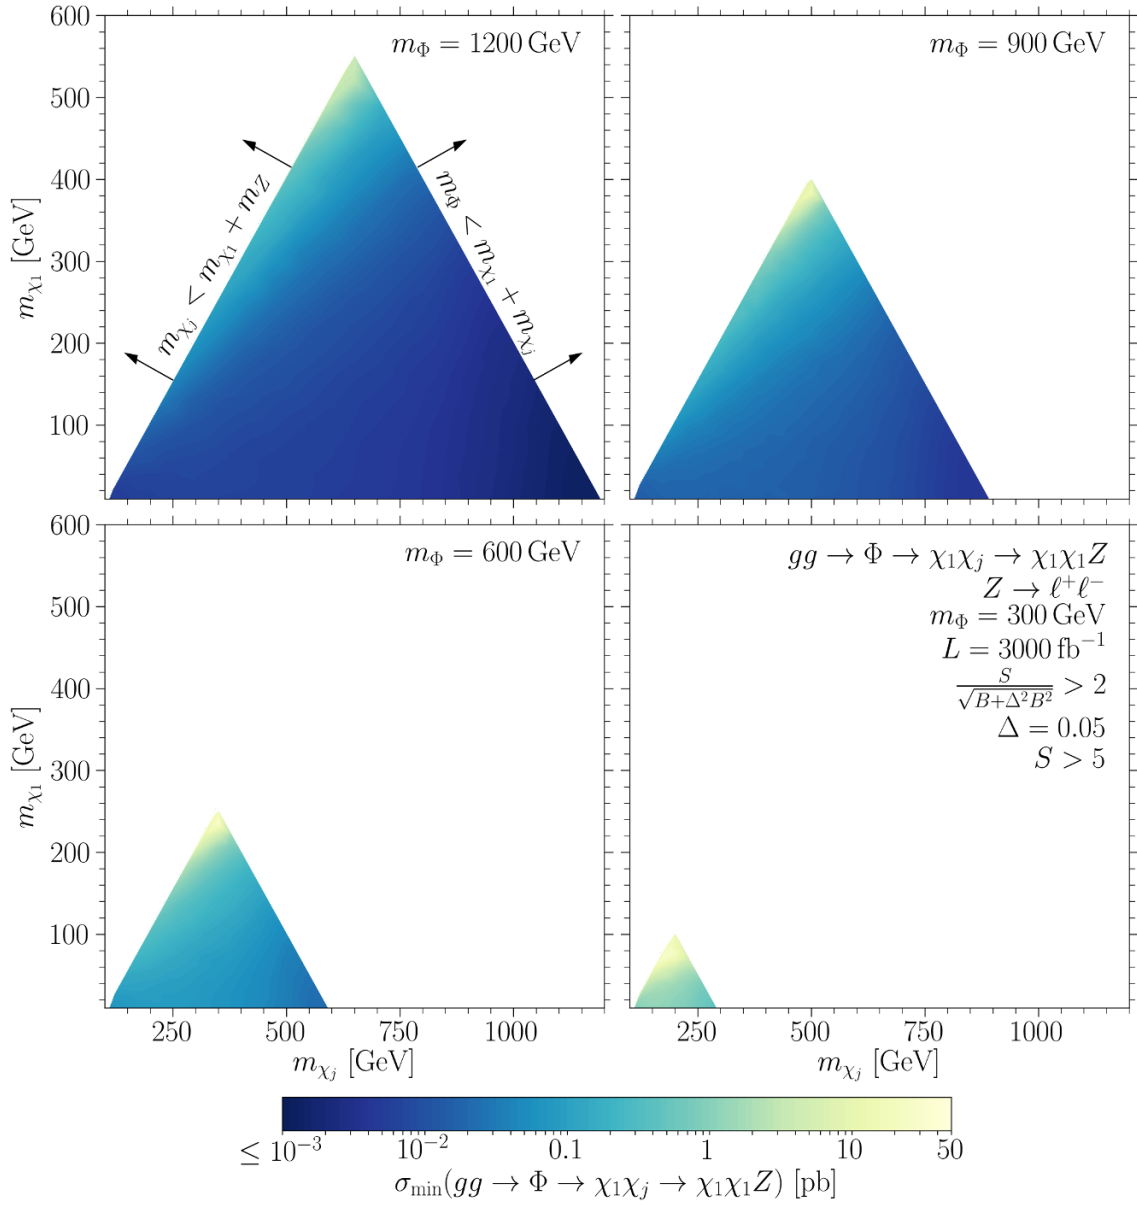 600
500
400
300
200
100
m_{χ_1} [GeV]
m_Φ = 1200 GeV
m_{χ_j} < m_{χ_1} + m_Z
m_Φ < m_{χ_1} + m_{χ_j}
m_Φ = 900 GeV
600
500
400
300
200
100
m_{χ_1} [GeV]
m_Φ = 600 GeV
250 500 750 1000
m_{χ_j} [GeV]
gg → Φ → χ_1χ_j → χ_1χ_1Z
Z → ℓ^+ℓ^-
m_Φ = 300 GeV
L = 3000 fb^{-1}
\frac{S}{\sqrt{B+Δ^2B^2}} > 2
Δ = 0.05
S > 5
250 500 750 1000
m_{χ_j} [GeV]
≤ 10^{-3} 10^{-2} 0.1 1 10 50
σ_{min}(gg → Φ → χ_1χ_j → χ_1χ_1Z) [pb]